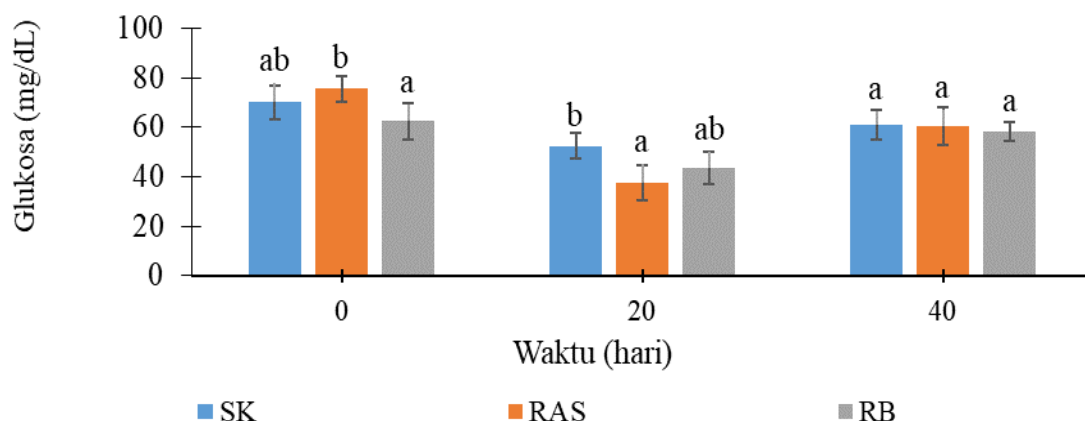 Glukosa (mg/dL)
100
80
60
40
20
0
ab b a
b a ab
a a a
0 20 40
Waktu (hari)
SK RAS RB